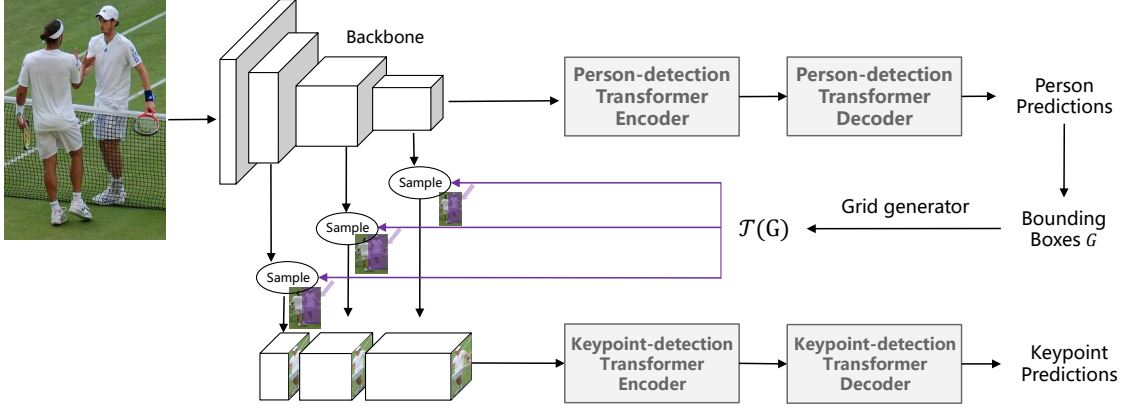 Backbone
Person-detection
Transformer
Encoder
Person-detection
Transformer
Decoder
Person
Predictions
Sample
Sample
Sample
𝒯(G)
Grid generator
Bounding
Boxes G
Keypoint-detection
Transformer
Encoder
Keypoint-detection
Transformer
Decoder
Keypoint
Predictions